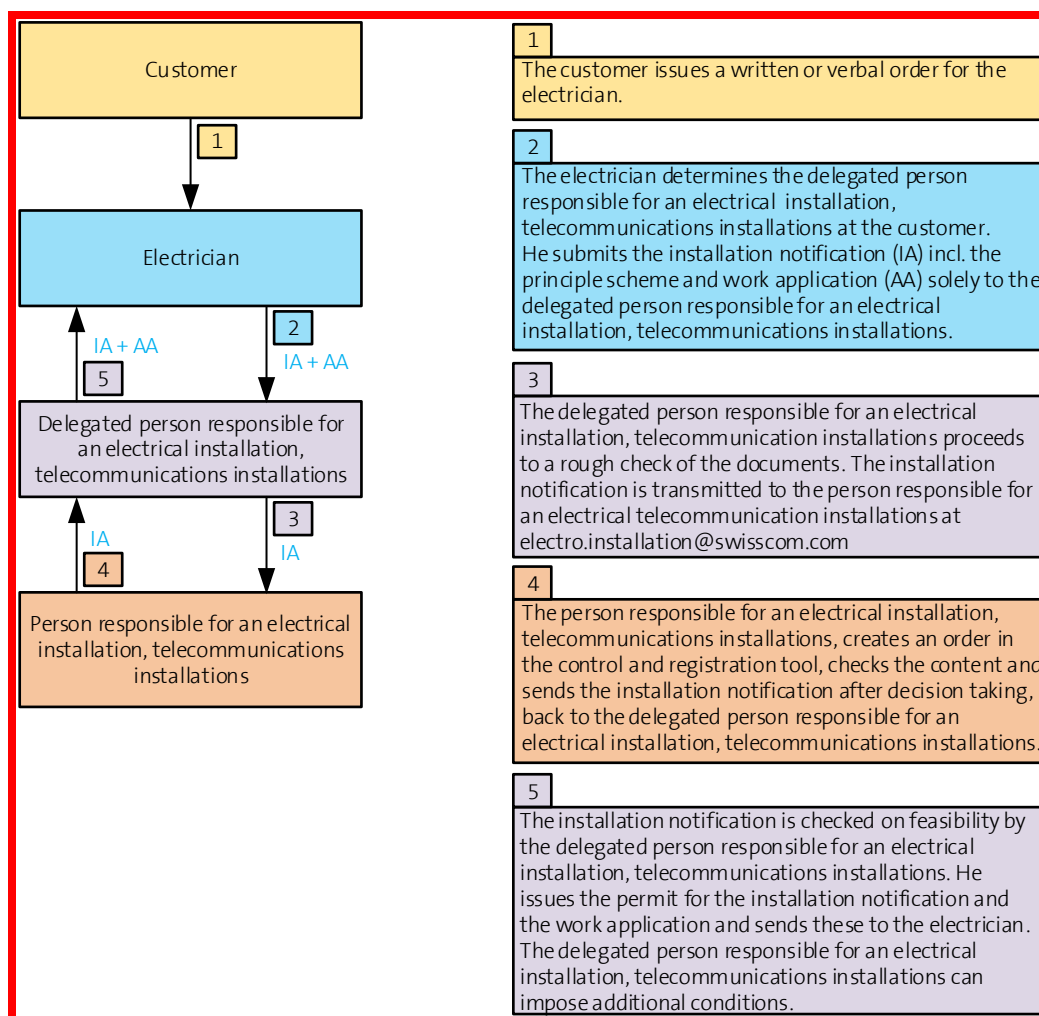 Customer
1
Electrician
2
IA + AA
IA + AA
5
Delegated person responsible for
an electrical installation,
telecommunications installations
3
IA
IA
4
Person responsible for an electrical
installation, telecommunications
installations
1
The customer issues a written or verbal order for the
electrician.
2
The electrician determines the delegated person
responsible for an electrical installation,
telecommunications installations at the customer.
He submits the installation notification (IA) incl. the
principle scheme and work application (AA) solely to the
delegated person responsible for an electrical
installation, telecommunications installations.
3
The delegated person responsible for an electrical
installation, telecommunication installations proceeds
to a rough check of the documents. The installation
notification is transmitted to the person responsible for
an electrical telecommunication installations at
electro.installation@swisscom.com
4
The person responsible for an electrical installation,
telecommunications installations, creates an order in
the control and registration tool, checks the content and
sends the installation notification after decision taking,
back to the delegated person responsible for an
electrical installation, telecommunications installations.
5
The installation notification is checked on feasibility by
the delegated person responsible for an electrical
installation, telecommunications installations. He
issues the permit for the installation notification and
the work application and sends these to the electrician.
The delegated person responsible for an electrical
installation, telecommunications installations can
impose additional conditions.